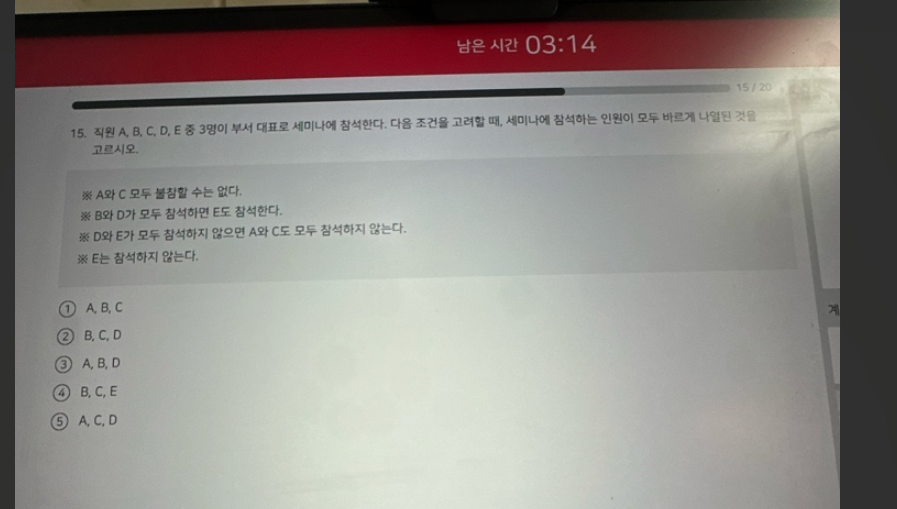 남은 시간 03:14
15 / 20
15. 직원 A, B, C, D, E 중 3명이 부서 대표로 세미나에 참석한다. 다음 조건을 고려할 때, 세미나에 참석하는 인원이 모두 바르게 나열된 것을
고르시오.
※ A와 C 모두 불참할 수는 없다.
※ B와 D가 모두 참석하면 E도 참석한다.
※ D와 E가 모두 참석하지 않으면 A와 C도 모두 참석하지 않는다.
※ E는 참석하지 않는다.
① A, B, C
② B, C, D
③ A, B, D
④ B, C, E
⑤ A, C, D
계